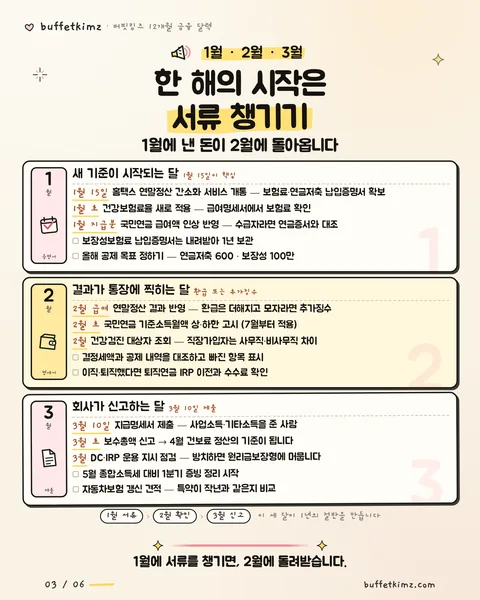 buffetkimz · 버핏킴즈 12개월 금융 달력
1월 · 2월 · 3월
한 해의 시작은
서류 챙기기
1월에 낸 돈이 2월에 돌아옵니다
1월
새 기준이 시작되는 달 1월 15일이 핵심
1월 15일 홈택스 연말정산 간소화 서비스 개통 — 보험료·연금저축 납입증명서 확보
1월 초 건강보험료율 새로 적용 — 급여명세서에서 보험료 확인
1월 지급분 국민연금 급여액 인상 반영 — 수급자라면 연금증서와 대조
□ 보장성보험료 납입증명서는 내려받아 1년 보관
□ 올해 공제 목표 정하기 — 연금저축 600 · 보장성 100만
1
2월
결과가 통장에 찍히는 달 환급 또는 추가징수
2월 급여 연말정산 결과 반영 — 환급은 더해지고 모자라면 추가징수
2월 초 국민연금 기준소득월액 상·하한 고시 (7월부터 적용)
2월 건강검진 대상자 조회 — 직장가입자는 사무직·비사무직 차이
□ 결정세액과 공제 내역을 대조하고 빠진 항목 표시
□ 이직·퇴직했다면 퇴직연금 IRP 이전과 수수료 확인
2
3월
제출
회사가 신고하는 달 3월 10일 제출
3월 10일 지급명세서 제출 — 사업소득·기타소득을 준 사람
3월 초 보수총액 신고 → 4월 건보료 정산의 기준이 됩니다
3월 DC·IRP 운용 지시 점검 — 방치하면 원리금보장형에 머뭅니다
□ 5월 종합소득세 대비 1분기 증빙 정리 시작
□ 자동차보험 갱신 견적 — 특약이 작년과 같은지 비교
3
1월 서류 › 2월 확인 › 3월 신고 이 세 달이 1년의 절반을 만듭니다
1월에 서류를 챙기면, 2월에 돌려받습니다.
03 / 06
buffetkimz.com